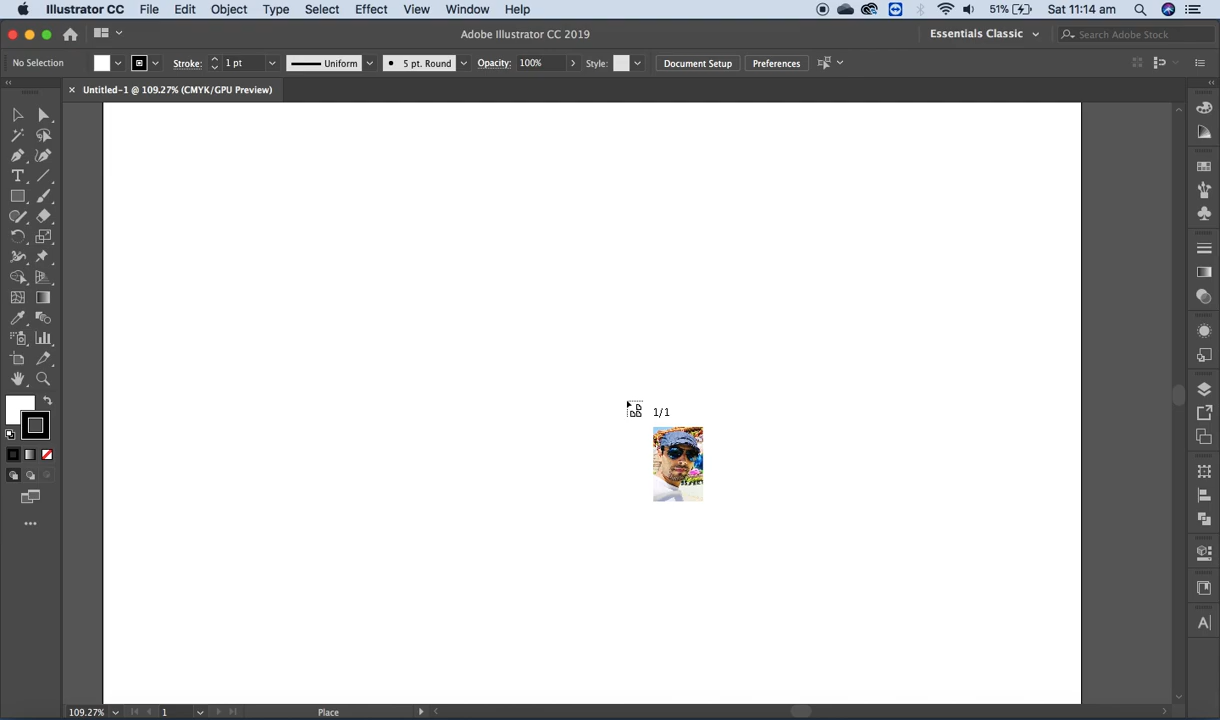 Illustrator CC File Edit Object Type Select Effect View Window Help 51% Sat 11:14 am
Adobe Illustrator CC 2019 Essentials Classic Search Adobe Stock
No Selection Stroke: 1 pt Uniform 5 pt. Round Opacity: 100% Style: Document Setup Preferences
Untitled-1 @ 109.27% (CMYK/GPU Preview)
1/1
109.27% 1 Place